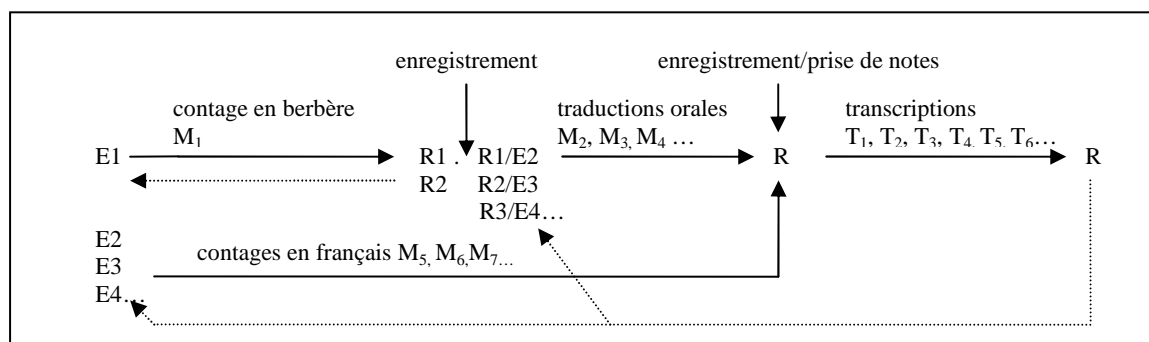 enregistrement enregistrement/prise de notes
contage en berbère traductions orales transcriptions
M₁ M₂, M₃, M₄ … T₁, T₂, T₃, T₄, T₅, T₆…
E1 R1 . R1/E2 R R
R2 R2/E3
R3/E4…
E2
contages en français M₅, M₆,M₇…
E3
E4…